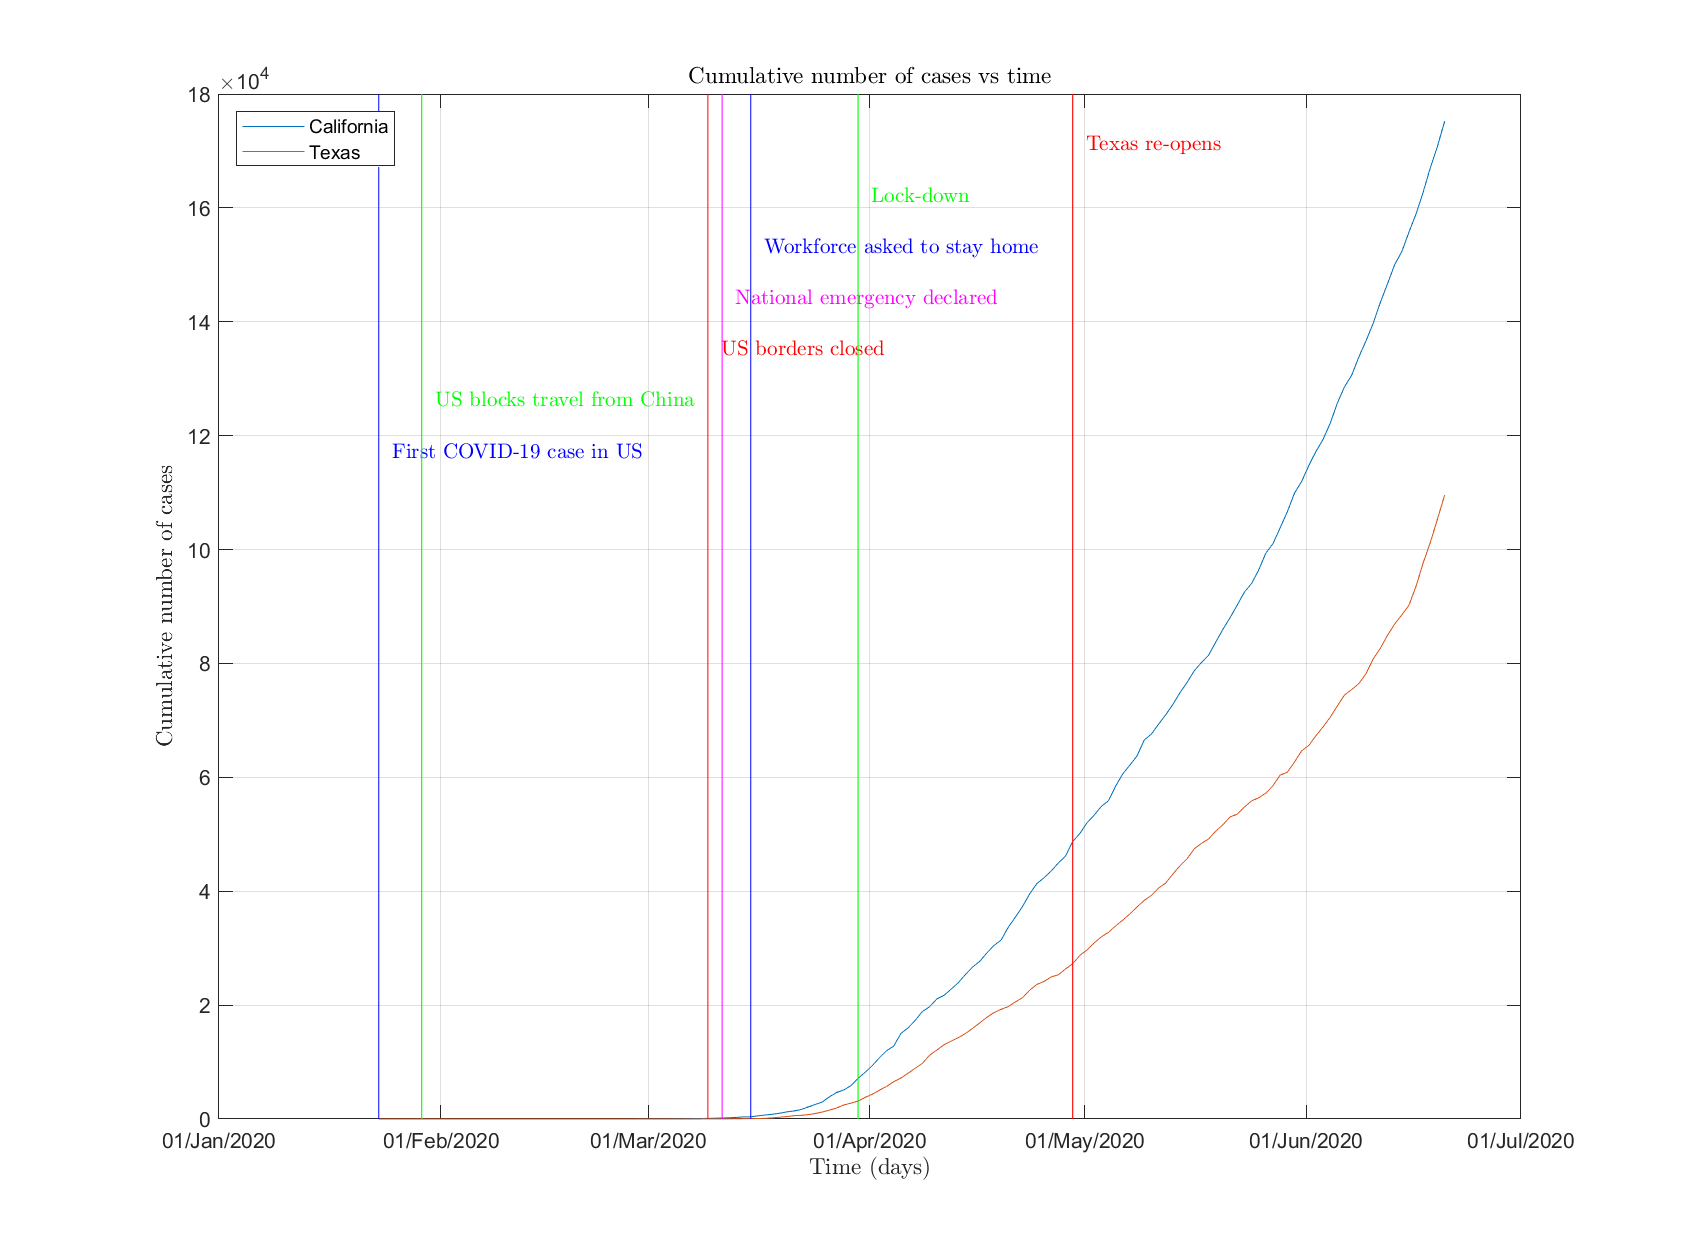 Cumulative number of cases vs time
×10⁴
18
16
14
12
10
8
6
4
2
0
Cumulative number of cases
California
Texas
Texas re-opens
Lock-down
Workforce asked to stay home
National emergency declared
US borders closed
US blocks travel from China
First COVID-19 case in US
01/Jan/2020
01/Feb/2020
01/Mar/2020
01/Apr/2020
01/May/2020
01/Jun/2020
01/Jul/2020
Time (days)